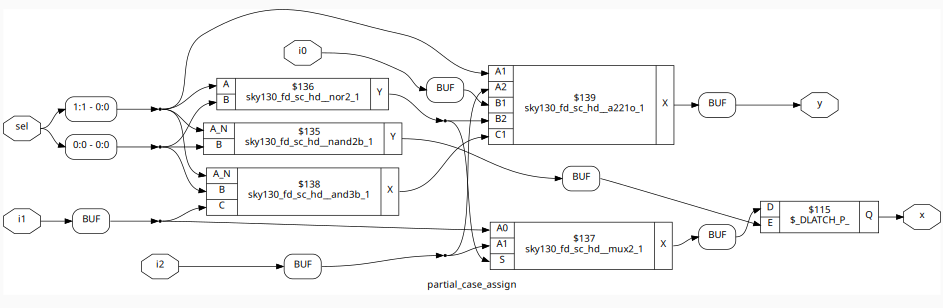 i0
A1
A2
B1
B2
C1
$139
sky130_fd_sc_hd__a221o_1
X
BUF
BUF
y
1:1 - 0:0
A
B
$136
sky130_fd_sc_hd__nor2_1
Y
sel
0:0 - 0:0
A_N
B
$135
sky130_fd_sc_hd__nand2b_1
Y
A_N
B
C
$138
sky130_fd_sc_hd__and3b_1
X
BUF
i1
BUF
A0
A1
S
$137
sky130_fd_sc_hd__mux2_1
X
BUF
D
E
$115
$_DLATCH_P_
Q
x
i2
BUF
partial_case_assign